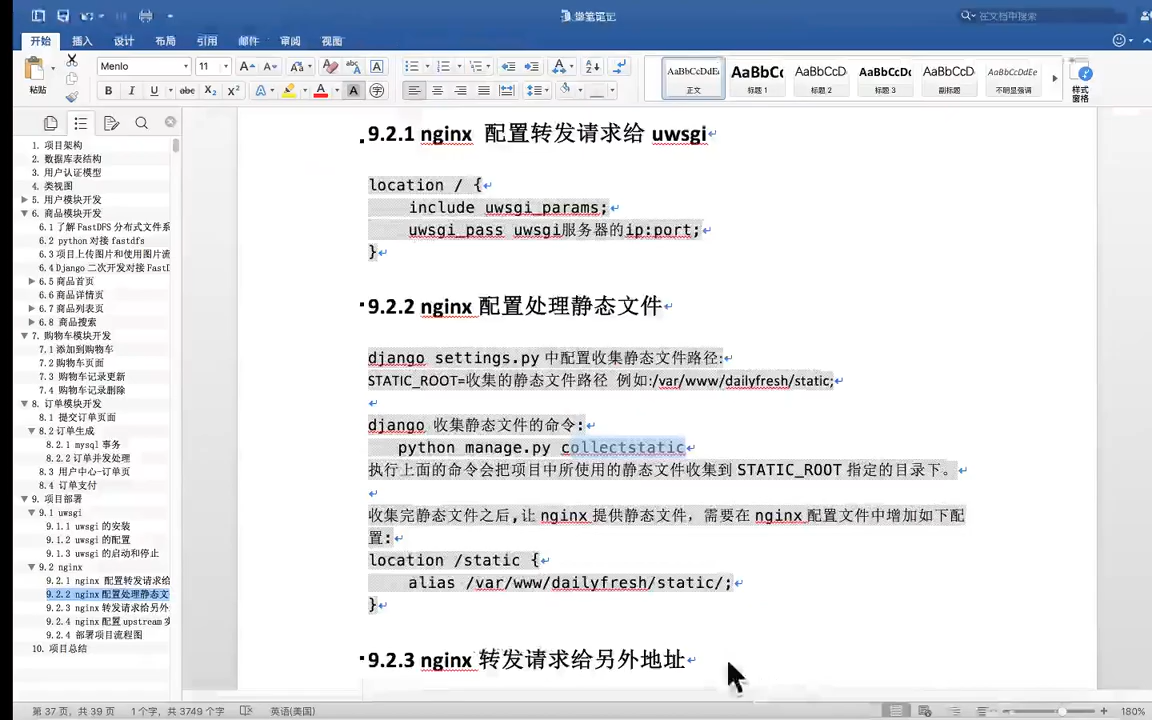 课堂笔记
在文档中搜索
开始 插入 设计 布局 引用 邮件 审阅 视图
粘贴
Menlo 11
正文 标题 1 标题 2 标题 3 副标题 不明显强调 样式窗格
1. 项目架构
2. 数据库表结构
3. 用户认证模型
4. 类视图
5. 用户模块开发
6. 商品模块开发
6.1 了解 FastDFS 分布式文件系
6.2 python 对接 fastdfs
6.3 项目上传图片和使用图片流
6.4 Django 二次开发对接 FastD
6.5 商品首页
6.6 商品详情页
6.7 商品列表页
6.8 商品搜索
7. 购物车模块开发
7.1 添加到购物车
7.2 购物车页面
7.3 购物车记录更新
7.4 购物车记录删除
8. 订单模块开发
8.1 提交订单页面
8.2 订单生成
8.2.1 mysql 事务
8.2.2 订单并发处理
8.3 用户中心-订单页
8.4 订单支付
9. 项目部署
9.1 uwsgi
9.1.1 uwsgi 的安装
9.1.2 uwsgi 的配置
9.1.3 uwsgi 的启动和停止
9.2 nginx
9.2.1 nginx 配置转发请求给
9.2.2 nginx 配置处理静态文
9.2.3 nginx 转发请求给另外
9.2.4 nginx 配置 upstream 实
9.2.4 部署项目流程图
10. 项目总结
9.2.1 nginx 配置转发请求给 uwsgi
location / {
include uwsgi_params;
uwsgi_pass uwsgi服务器的ip:port;
}
9.2.2 nginx 配置处理静态文件
django settings.py 中配置收集静态文件路径:
STATIC_ROOT=收集的静态文件路径 例如:/var/www/dailyfresh/static;
django 收集静态文件的命令:
python manage.py collectstatic
执行上面的命令会把项目中所使用的静态文件收集到 STATIC_ROOT 指定的目录下。
收集完静态文件之后,让 nginx 提供静态文件，需要在 nginx 配置文件中增加如下配
置:
location /static {
alias /var/www/dailyfresh/static/;
}
9.2.3 nginx 转发请求给另外地址
第 37 页，共 39 页 1 个字，共 3749 个字 英语(美国) 180%